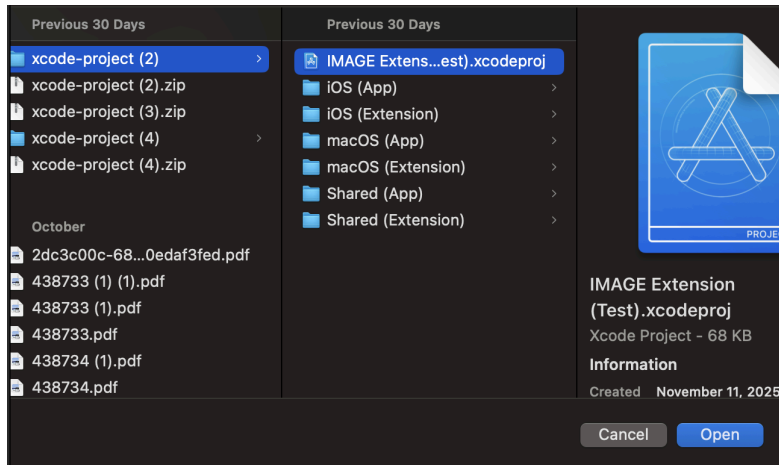 Previous 30 Days
xcode-project (2)
xcode-project (2).zip
xcode-project (3).zip
xcode-project (4)
xcode-project (4).zip
October
2dc3c00c-68...0edaf3fed.pdf
438733 (1) (1).pdf
438733 (1).pdf
438733.pdf
438734 (1).pdf
438734.pdf
Previous 30 Days
IMAGE Extens...est).xcodeproj
iOS (App)
iOS (Extension)
macOS (App)
macOS (Extension)
Shared (App)
Shared (Extension)
PROJE
IMAGE Extension
(Test).xcodeproj
Xcode Project - 68 KB
Information
Created November 11, 2025
Cancel Open